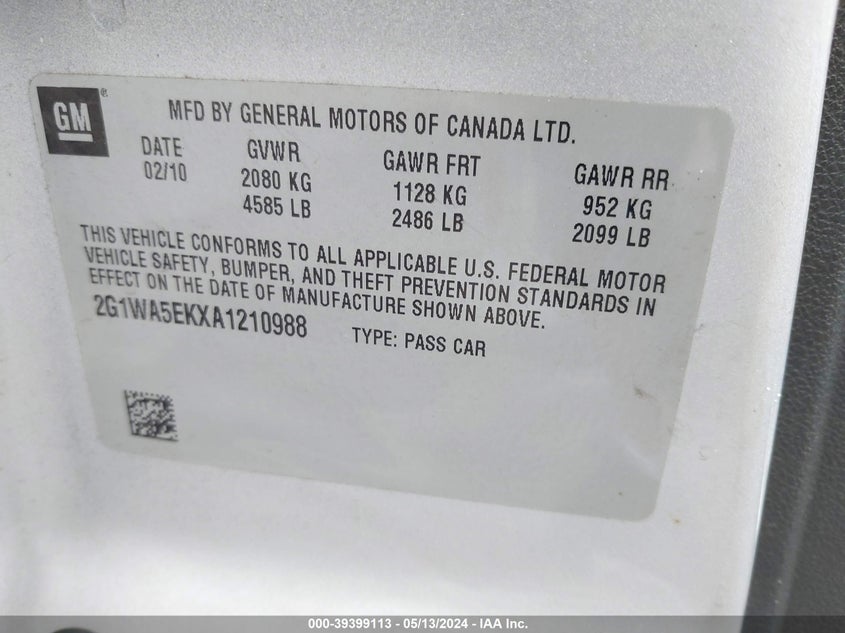 GM®
MFD BY GENERAL MOTORS OF CANADA LTD.
DATE GVWR GAWR FRT GAWR RR
02/10 2080 KG 1128 KG 952 KG
4585 LB 2486 LB 2099 LB
THIS VEHICLE CONFORMS TO ALL APPLICABLE U.S. FEDERAL MOTOR
VEHICLE SAFETY, BUMPER, AND THEFT PREVENTION STANDARDS IN
EFFECT ON THE DATE OF MANUFACTURE SHOWN ABOVE.
2G1WA5EKXA1210988 TYPE: PASS CAR
000-39399113 - 05/13/2024 - IAA Inc.